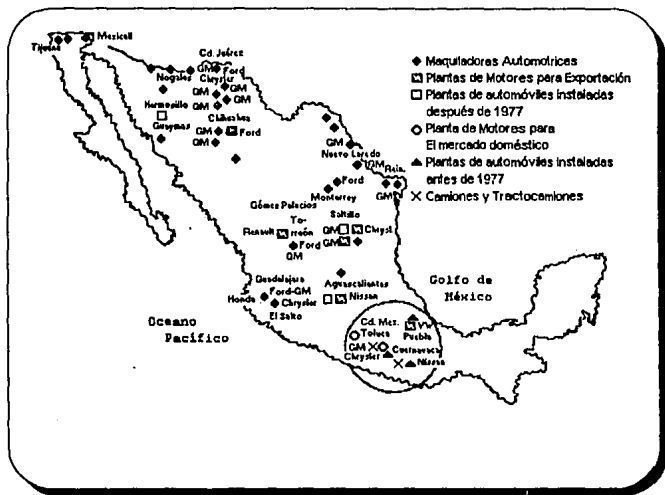 Mexicali
Tijuana
Cd. Juárez
Nogales
GM Ford
Chrysler
GM
GM
GM
Hermosillo
Chihuahua
Guaymas
GM Ford
GM
GM
Nuevo Laredo
GM Rein.
Ford
Monterrey
GM
Gómez Palacios
Torreón
Renault
Ford
GM
Saltillo
GM Chrysl
GM
Guadalajara
Ford-GM
Honda
Chrysler
El Salto
Aguascalientes
Nissan
Cd. Mex.
Toluca
VW
Puebla
GM
Cuernavaca
Chrysler
Nissan
Oceano
Pacífico
Golfo de
México
Maquiladoras Automotrices
Plantas de Motores para Exportación
Plantas de automóviles instaladas
después de 1977
Planta de Motores para
El mercado doméstico
Plantas de automóviles instaladas
antes de 1977
Camiones y Tractocamiones